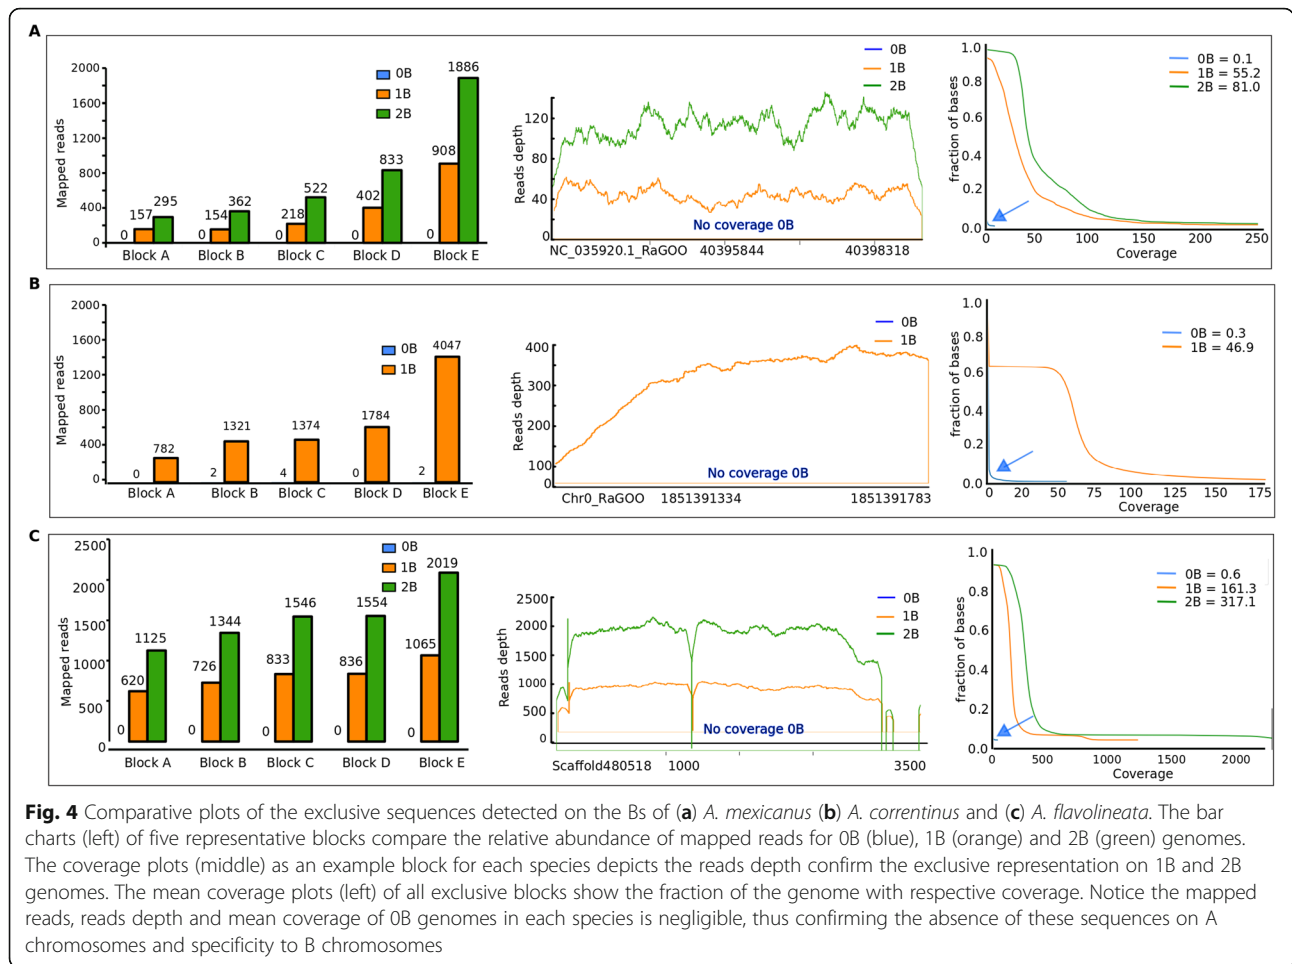 A
Mapped reads
2000
1600
1200
800
400
0
0B
1B
2B
0 157 295
0 154 362
0 218 522
0 402 833
0 908 1886
Block A Block B Block C Block D Block E
Reads depth
120
80
40
0
0B
1B
2B
No coverage 0B
NC_035920.1_RaGOO 40395844 40398318
fraction of bases
1.0
0.8
0.6
0.4
0.2
0.0
0B = 0.1
1B = 55.2
2B = 81.0
0 50 100 150 200 250
Coverage
B
Mapped reads
2000
1600
1200
800
400
0
0B
1B
0 782
2 1321
4 1374
0 1784
2 4047
Block A Block B Block C Block D Block E
Reads depth
400
300
200
100
0
0B
1B
No coverage 0B
Chr0_RaGOO 1851391334 1851391783
fraction of bases
1.0
0.6
0.4
0.2
0.0
0B = 0.3
1B = 46.9
0 20 50 75 100 125 150 175
Coverage
C
Mapped reads
2500
2000
1500
1000
500
0
0B
1B
2B
0 620 1125
0 726 1344
0 833 1546
0 836 1554
0 1065 2019
Block A Block B Block C Block D Block E
Reads depth
2500
2000
1500
1000
500
0
0B
1B
2B
No coverage 0B
Scaffold480518 1000 3500
fraction of bases
1.0
0.8
0.6
0.4
0.2
0.0
0B = 0.6
1B = 161.3
2B = 317.1
0 500 1000 1500 2000
Coverage
Fig. 4 Comparative plots of the exclusive sequences detected on the Bs of (a) A. mexicanus (b) A. correntinus and (c) A. flavolineata. The bar
charts (left) of five representative blocks compare the relative abundance of mapped reads for 0B (blue), 1B (orange) and 2B (green) genomes.
The coverage plots (middle) as an example block for each species depicts the reads depth confirm the exclusive representation on 1B and 2B
genomes. The mean coverage plots (left) of all exclusive blocks show the fraction of the genome with respective coverage. Notice the mapped
reads, reads depth and mean coverage of 0B genomes in each species is negligible, thus confirming the absence of these sequences on A
chromosomes and specificity to B chromosomes